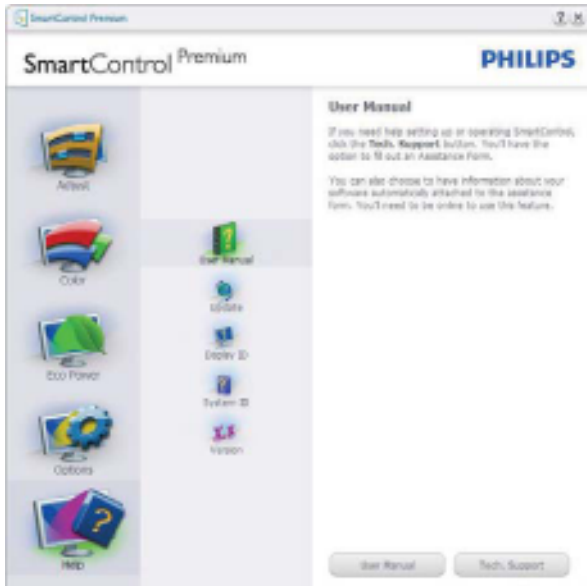 SmartControl Premium
SmartControl Premium
PHILIPS
Adjust
Color
Eco Power
Options
Help
User Manual
Update
Display ID
System ID
Version
User Manual
If you need help setting up or operating SmartControl,
click the Tech. Support button. You'll have the
option to fill out an Assistance Form.
You can also choose to have information about your
software automatically attached to the assistance
form. You'll need to be online to use this feature.
User Manual
Tech. Support